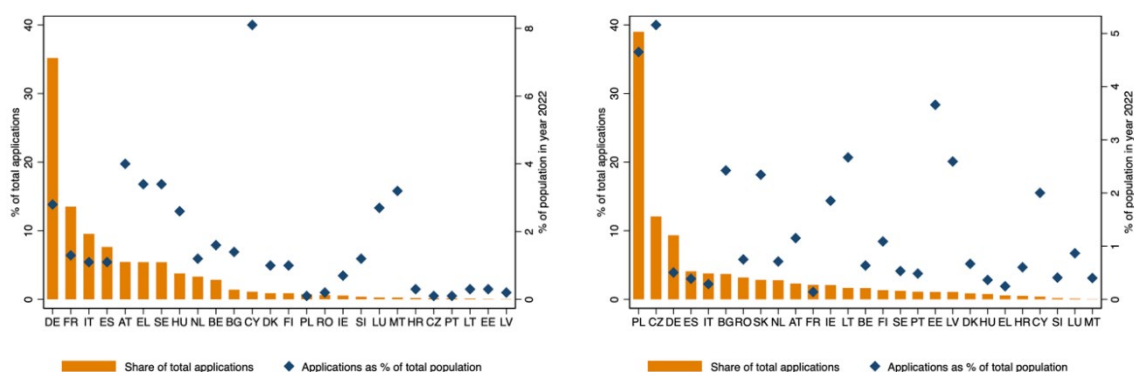 % of total applications
40
30
20
10
0
8
6
4
2
0
% of population in year 2022
DE FR IT ES AT EL SE HU NL BE BG CY DK FI PL RO IE SI LU MT HR CZ PT LT EE LV
Share of total applications
Applications as % of total population
% of total applications
40
30
20
10
0
5
4
3
2
1
0
% of population in year 2022
PL CZ DE ES IT BG RO SK NL AT FR IE LT BE FI SE PT EE LV DK HU EL HR CY SI LU MT
Share of total applications
Applications as % of total population